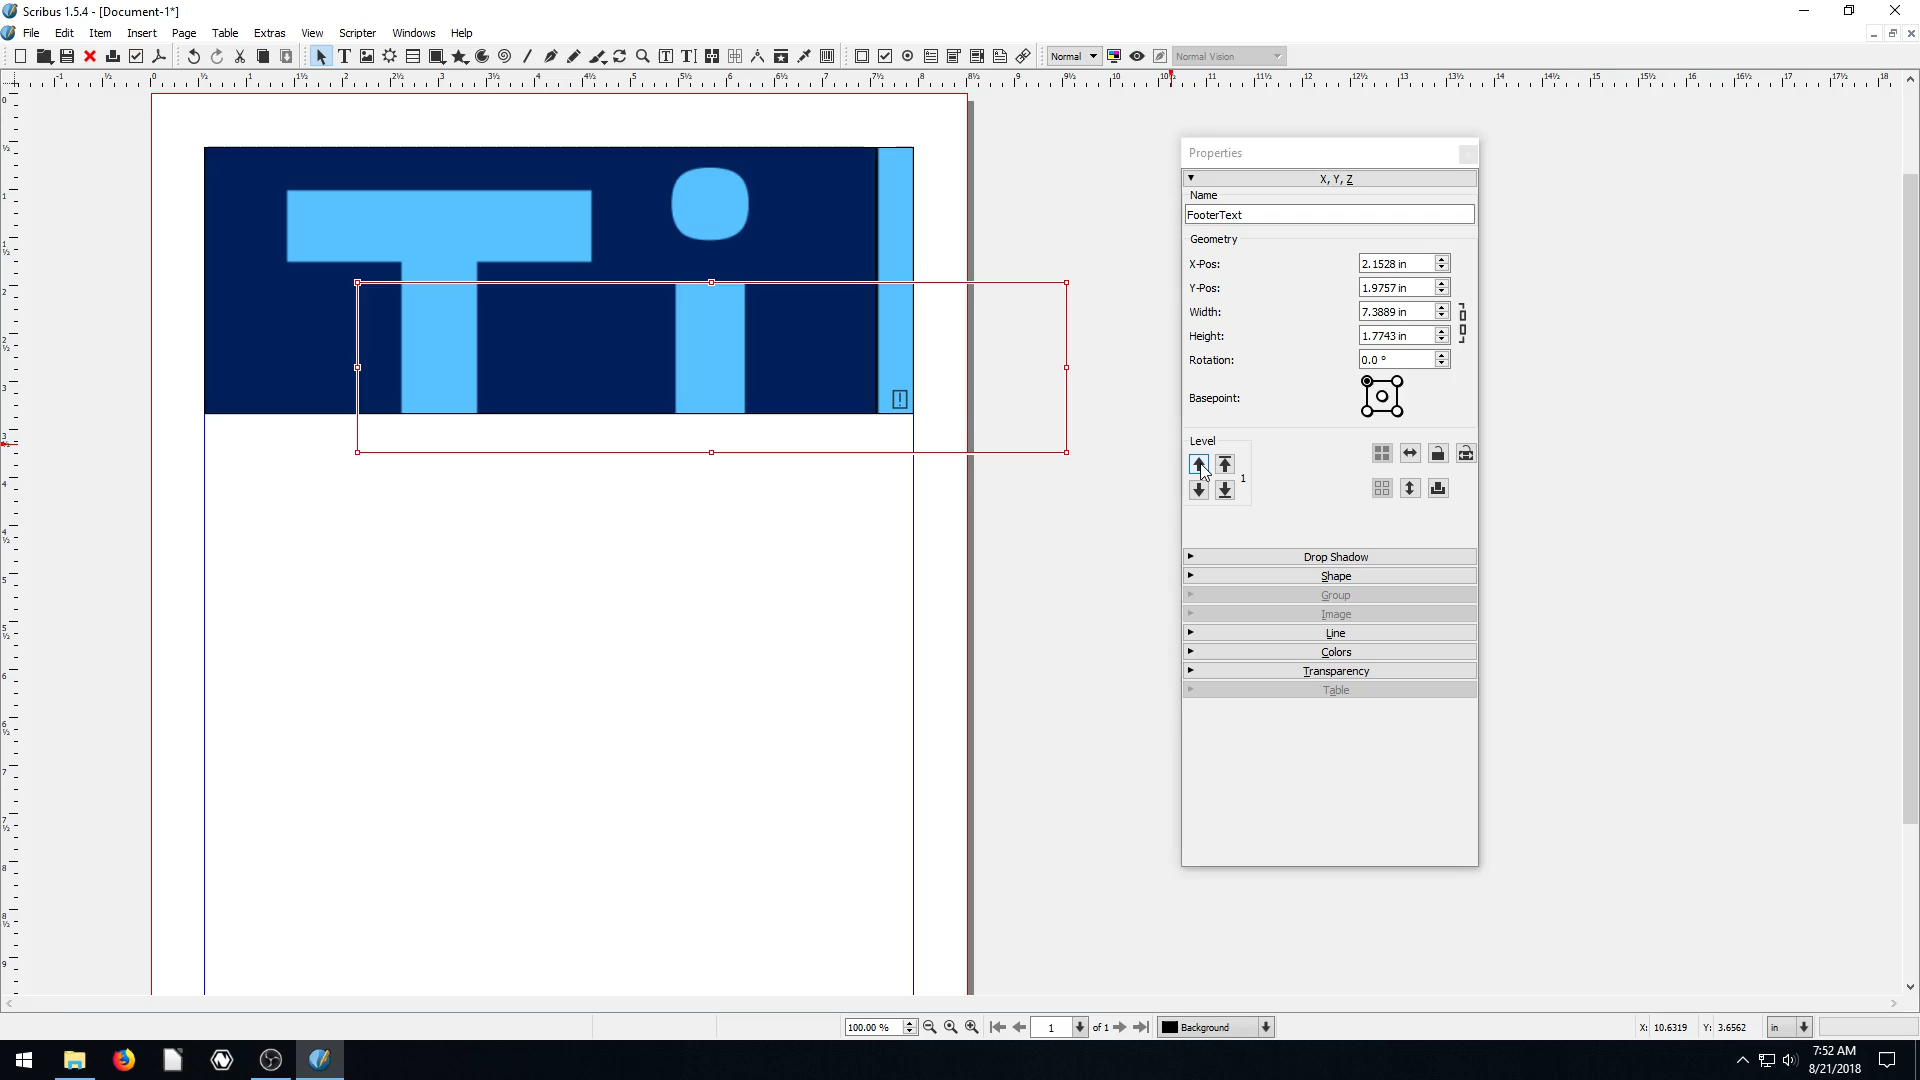 Scribus 1.5.4 - [Document-1*]
File Edit Item Insert Page Table Extras View Scripter Windows Help
Normal Normal Vision
Ti
Properties
X, Y, Z
Name
FooterText
Geometry
X-Pos: 2.1528 in
Y-Pos: 1.9757 in
Width: 7.3889 in
Height: 1.7743 in
Rotation: 0.0 °
Basepoint:
Level
1
Drop Shadow
Shape
Group
Image
Line
Colors
Transparency
Table
100.00 % 1 of 1 Background X: 10.6319 Y: 3.6562 in
7:52 AM
8/21/2018